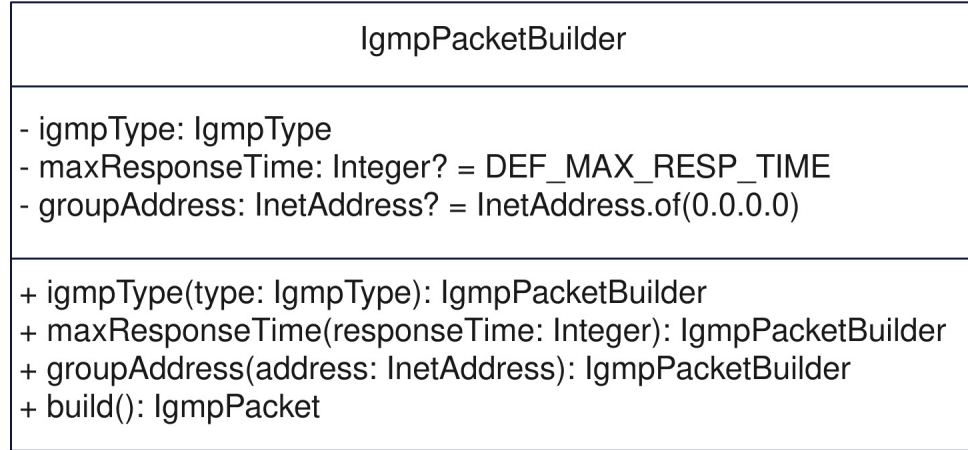 IgmpPacketBuilder
- igmpType: IgmpType
- maxResponseTime: Integer? = DEF_MAX_RESP_TIME
- groupAddress: InetAddress? = InetAddress.of(0.0.0.0)
+ igmpType(type: IgmpType): IgmpPacketBuilder
+ maxResponseTime(responseTime: Integer): IgmpPacketBuilder
+ groupAddress(address: InetAddress): IgmpPacketBuilder
+ build(): IgmpPacket